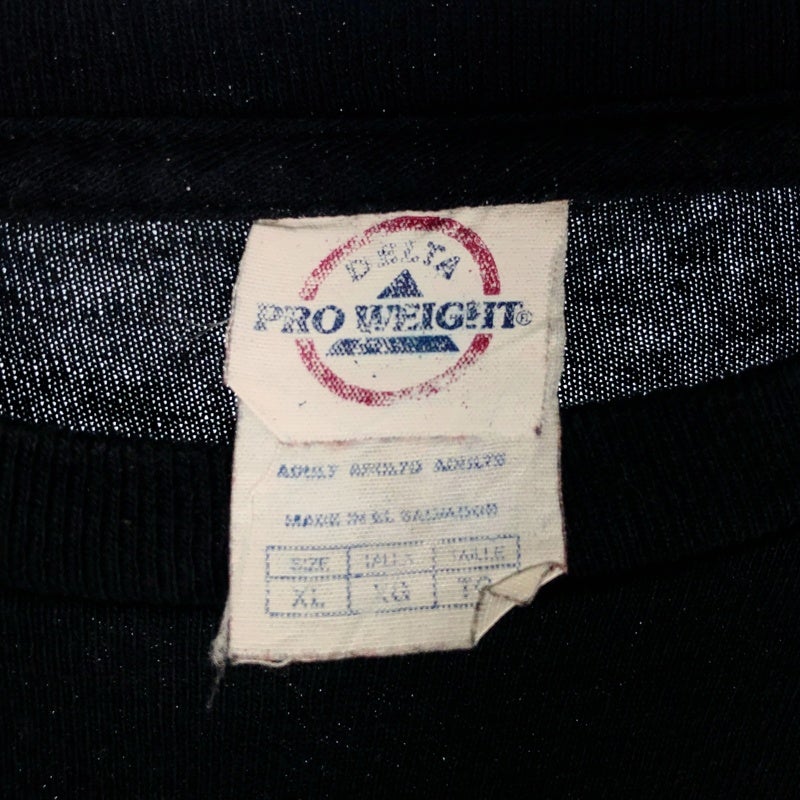 DELTA
PRO WEIGHT®
ADULT ADULTO ADULTE
MADE IN EL SALVADOR
SIZE TALLA TAILLE
XL XG TG